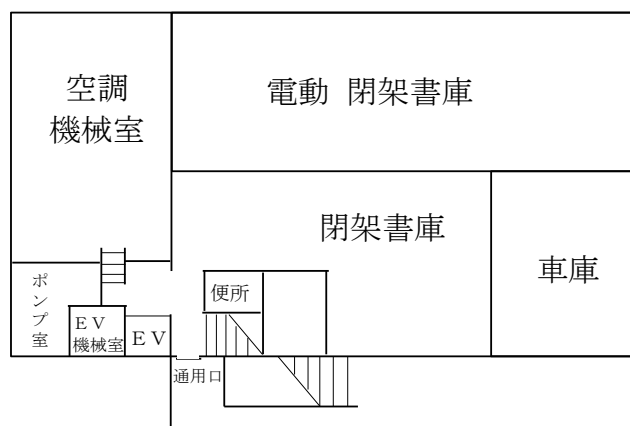 空調
機械室
電動 閉架書庫
閉架書庫
車庫
ポンプ室
便所
ＥＶ
機械室
ＥＶ
通用口